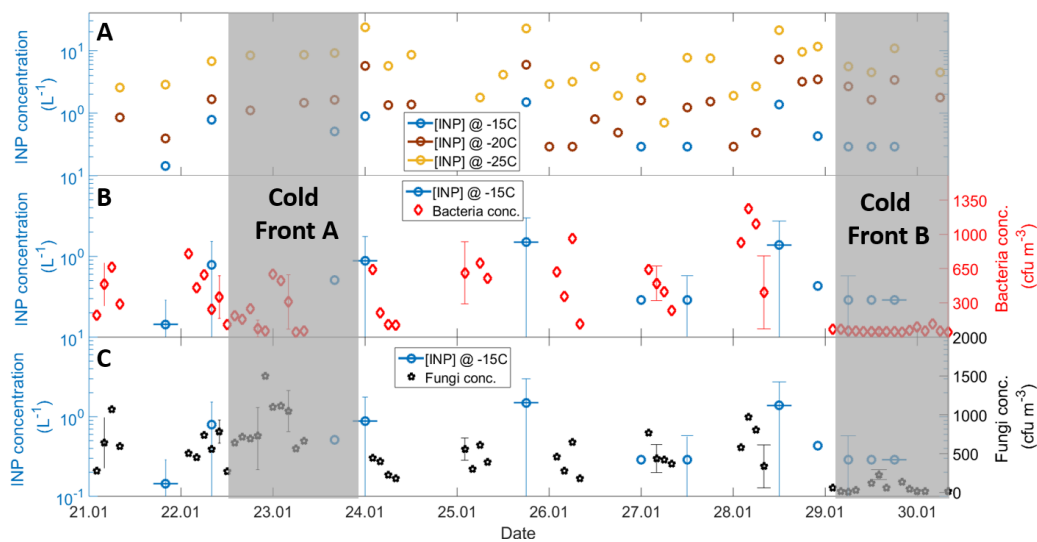 A
INP concentration
(L⁻¹)
10¹
10⁰
10¹
[INP] @ -15C
[INP] @ -20C
[INP] @ -25C
B
Cold
Front A
[INP] @ -15C
Bacteria conc.
Cold
Front B
INP concentration
(L⁻¹)
10⁰
10¹
1350
1000
650
300
Bacteria conc.
(cfu m⁻³)
C
[INP] @ -15C
Fungi conc.
INP concentration
(L⁻¹)
10⁰
10⁻¹
2000
1500
1000
500
0
Fungi conc.
(cfu m⁻³)
21.01 22.01 23.01 24.01 25.01 26.01 27.01 28.01 29.01 30.01
Date